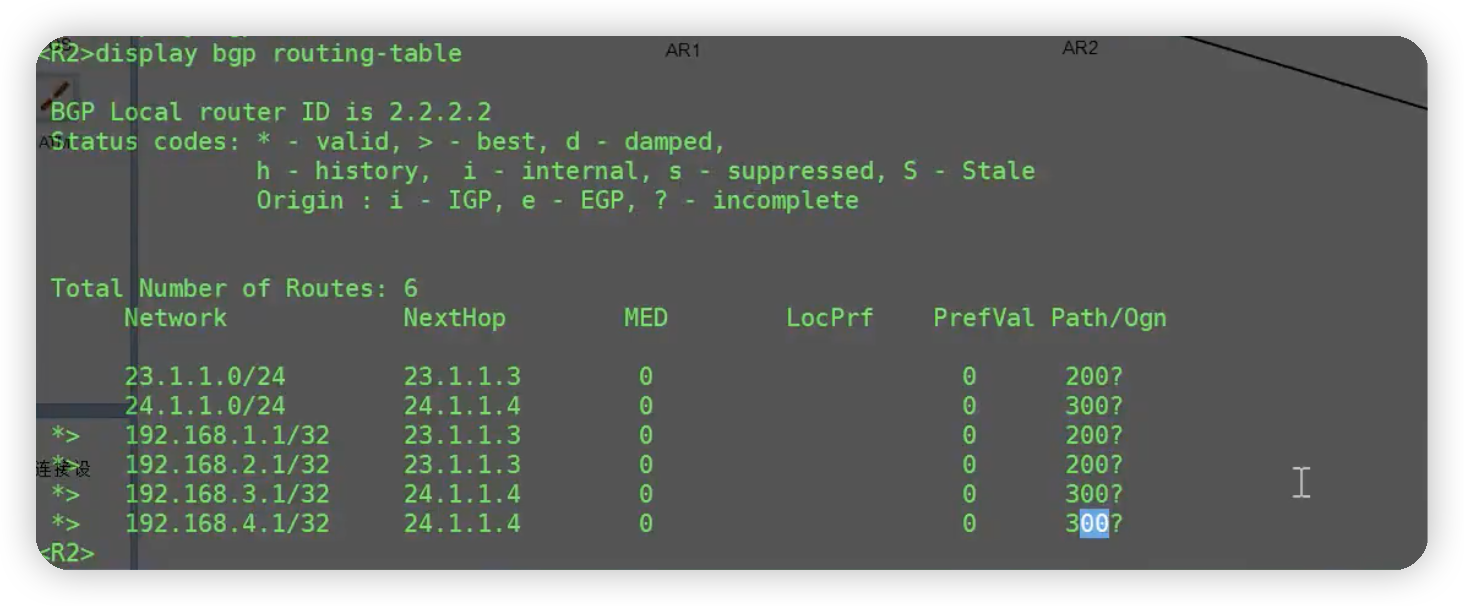 <R2>display bgp routing-table
AR1
AR2
BGP Local router ID is 2.2.2.2
Status codes: * - valid, > - best, d - damped,
h - history,  i - internal, s - suppressed, S - Stale
Origin : i - IGP, e - EGP, ? - incomplete
Total Number of Routes: 6
Network NextHop MED LocPrf PrefVal Path/Ogn
23.1.1.0/24 23.1.1.3 0 0 200?
24.1.1.0/24 24.1.1.4 0 0 300?
*> 192.168.1.1/32 23.1.1.3 0 0 200?
*> 192.168.2.1/32 23.1.1.3 0 0 200?
连接设
*> 192.168.3.1/32 24.1.1.4 0 0 300?
*> 192.168.4.1/32 24.1.1.4 0 0 300?
<R2>